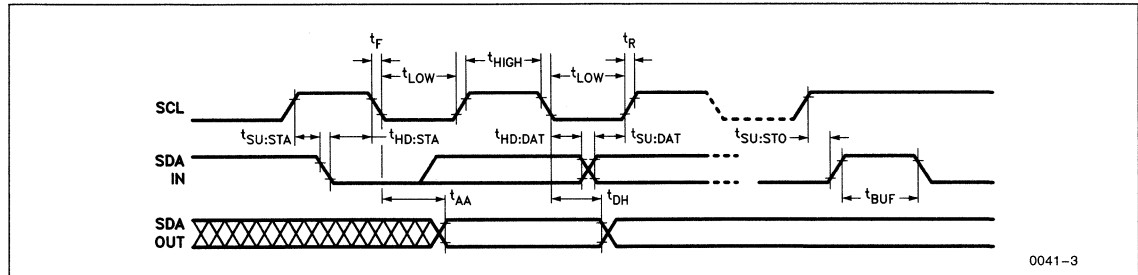 tF
tR
tLOW
tHIGH
tLOW
SCL
tSU:STA
tHD:STA
tHD:DAT
tSU:DAT
tSU:STO
SDA
IN
tBUF
tAA
tDH
SDA
OUT
0041-3